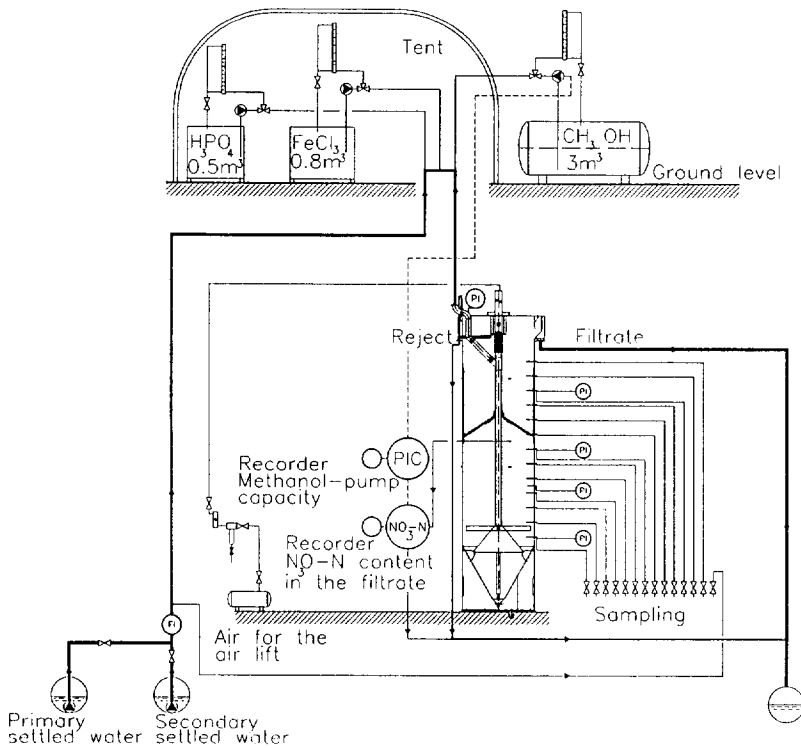 Tent
H₃PO₄
0.5m³
FeCl₃
0.8m³
CH₃ OH
3m³
Ground level
PI
Reject
Filtrate
PI
PIC
Recorder
Methanol-pump
capacity
PI
NO₃-N
PI
Recorder
NO₃-N content
in the filtrate
PI
Sampling
FI
Air for the
air lift
Primary
settled water
Secondary
settled water